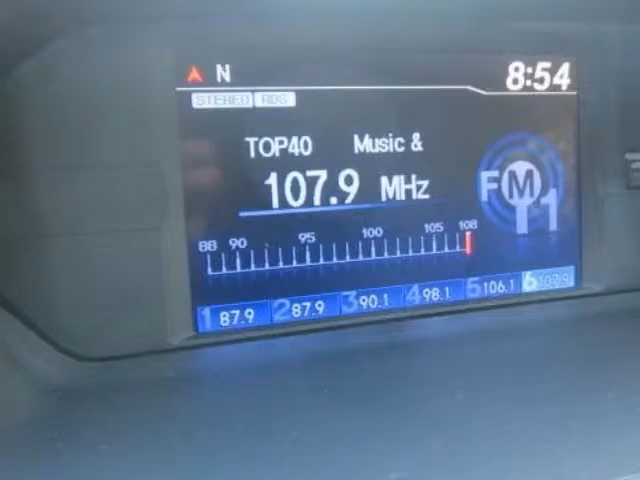 N 8:54
STEREO RDS
TOP40 Music &
107.9 MHz
FM1
88 90 95 100 105 108
1 87.9 2 87.9 3 90.1 4 98.1 5 106.1 6 107.9